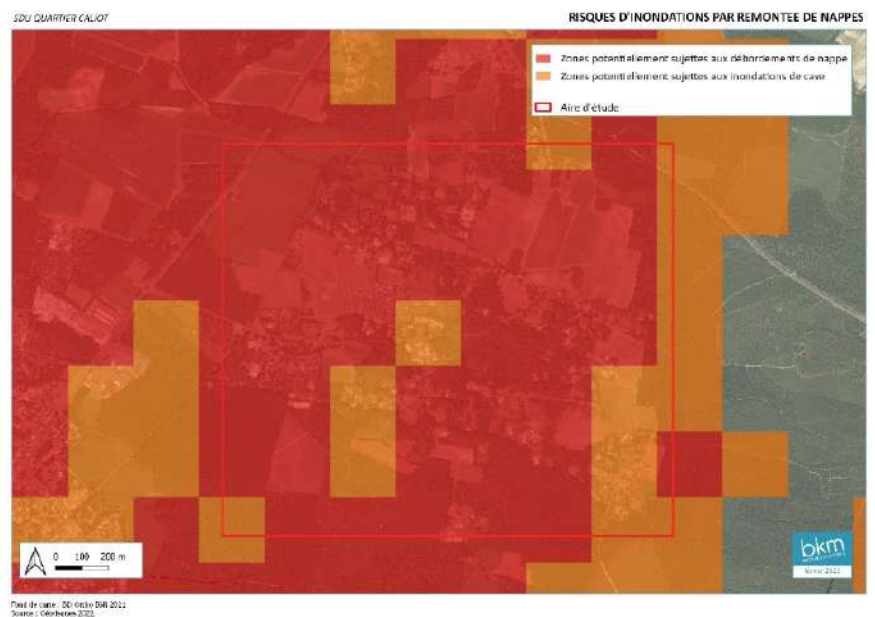 SDU QUARTIER CALIOT
RISQUES D'INONDATIONS PAR REMONTEE DE NAPPES
Zones potentiellement sujettes aux débordements de nappe
Zones potentiellement sujettes aux inondations de cave
Aire d'étude
0 100 200 m
bkm
2021
Fond de carte : BD Ortho IGN 2021
Source : Géorisques 2022